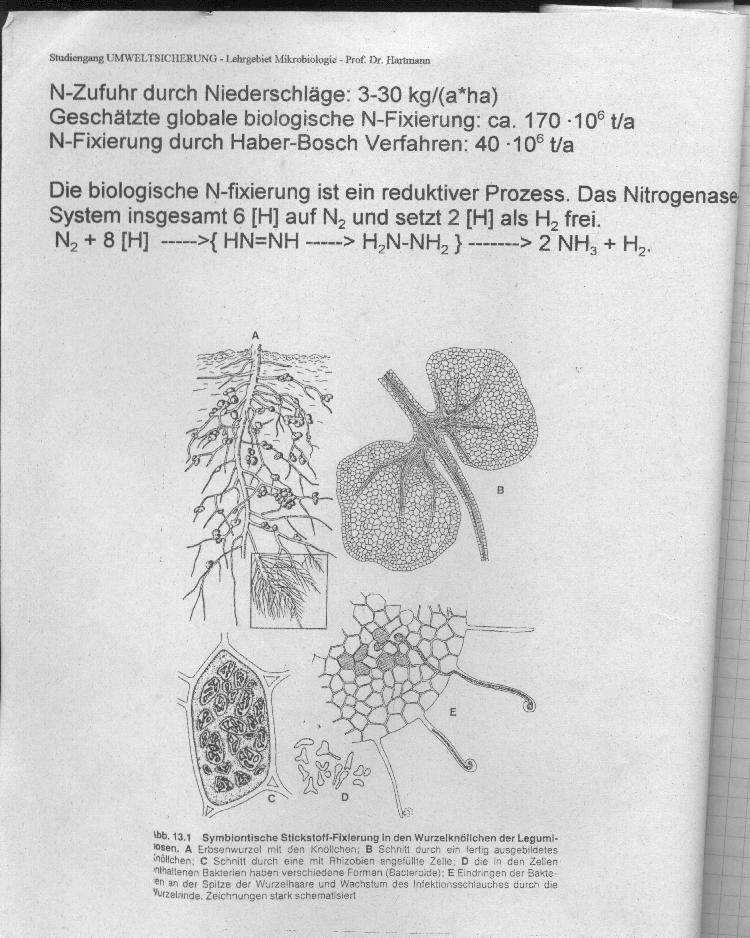 Studiengang UMWELTSICHERUNG - Lehrgebiet Mikrobiologie - Prof. Dr. Hartmann
N-Zufuhr durch Niederschläge: 3-30 kg/(a*ha)
Geschätzte globale biologische N-Fixierung: ca. 170 ·10⁶ t/a
N-Fixierung durch Haber-Bosch Verfahren: 40 ·10⁶ t/a
Die biologische N-fixierung ist ein reduktiver Prozess. Das Nitrogenase-
System insgesamt 6 [H] auf N₂ und setzt 2 [H] als H₂ frei.
N₂ + 8 [H] ----->{ HN=NH -----> H₂N-NH₂ } -------> 2 NH₃ + H₂.
A
B
E
C
D
Abb. 13.1 Symbiontische Stickstoff-Fixierung in den Wurzelknöllchen der Legumi-
nosen. A Erbsenwurzel mit den Knöllchen; B Schnitt durch ein fertig ausgebildetes
Knöllchen; C Schnitt durch eine mit Rhizobien angefüllte Zelle; D die in den Zellen
enthaltenen Bakterien haben verschiedene Formen (Bacteroide); E Eindringen der Bakte-
rien an der Spitze der Wurzelhaare und Wachstum des Infektionsschlauches durch die
Wurzelrinde. Zeichnungen stark schematisiert